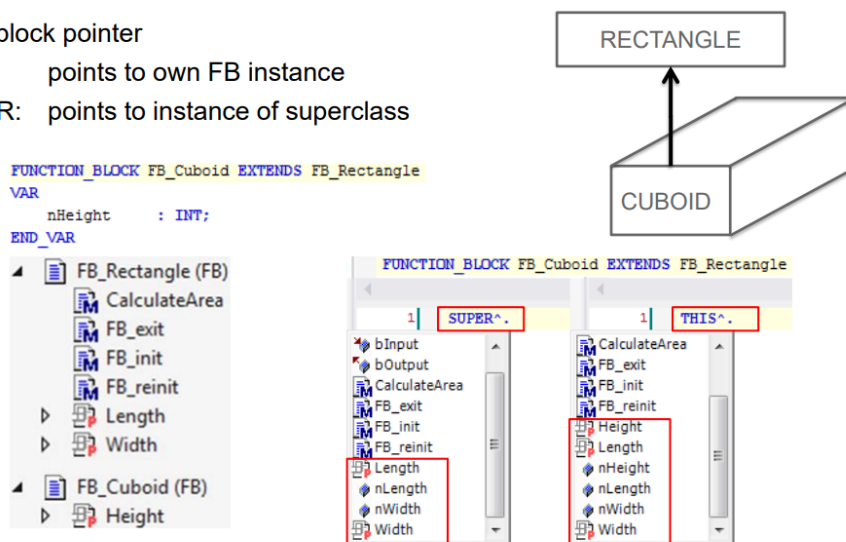 block pointer
points to own FB instance
R: points to instance of superclass
RECTANGLE
CUBOID
FUNCTION_BLOCK FB_Cuboid EXTENDS FB_Rectangle
VAR
nHeight : INT;
END_VAR
FB_Rectangle (FB)
CalculateArea
FB_exit
FB_init
FB_reinit
Length
Width
FB_Cuboid (FB)
Height
FUNCTION_BLOCK FB_Cuboid EXTENDS FB_Rectangle
1 SUPER^.
bInput
bOutput
CalculateArea
FB_exit
FB_init
FB_reinit
Length
nLength
nWidth
Width
1 THIS^.
CalculateArea
FB_exit
FB_init
FB_reinit
Height
Length
nHeight
nLength
nWidth
Width